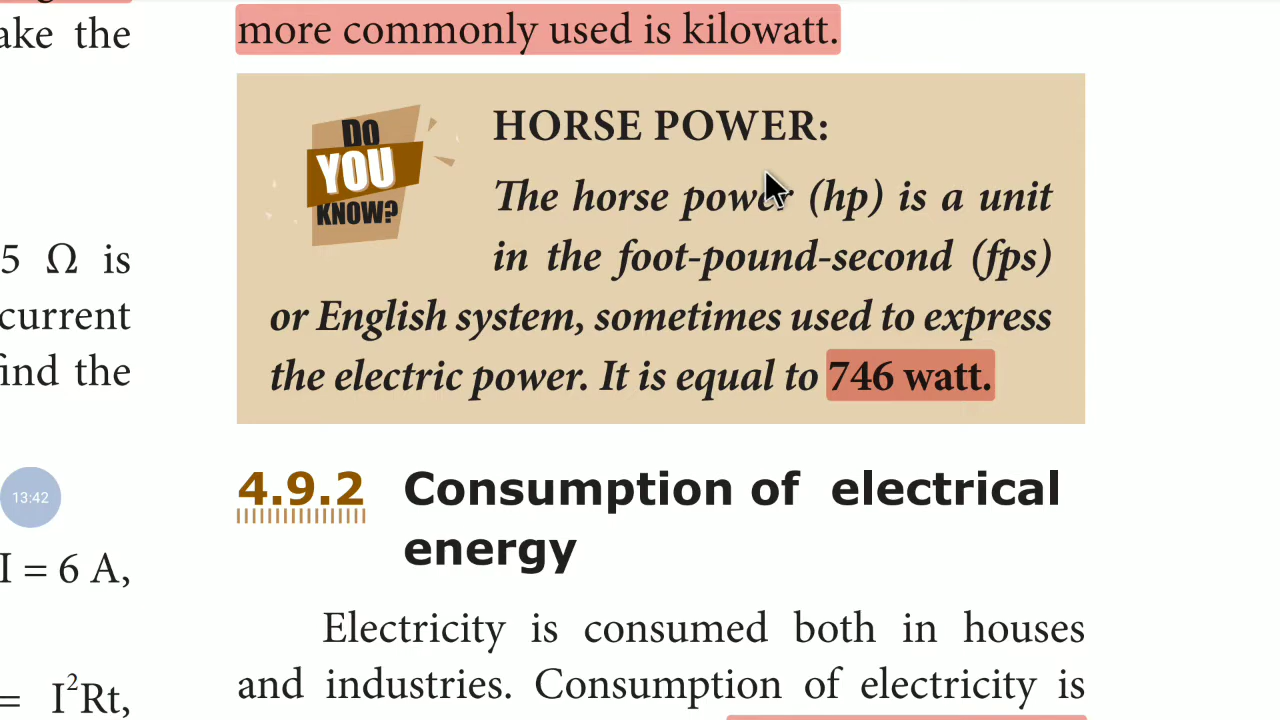 ake the
5 Ω is
current
find the
I = 6 A,
= I²Rt,
more commonly used is kilowatt.
DO
YOU
KNOW?
HORSE POWER:
The horse power (hp) is a unit
in the foot-pound-second (fps)
or English system, sometimes used to express
the electric power. It is equal to 746 watt.
13:42
4.9.2 Consumption of electrical
energy
Electricity is consumed both in houses
and industries. Consumption of electricity is